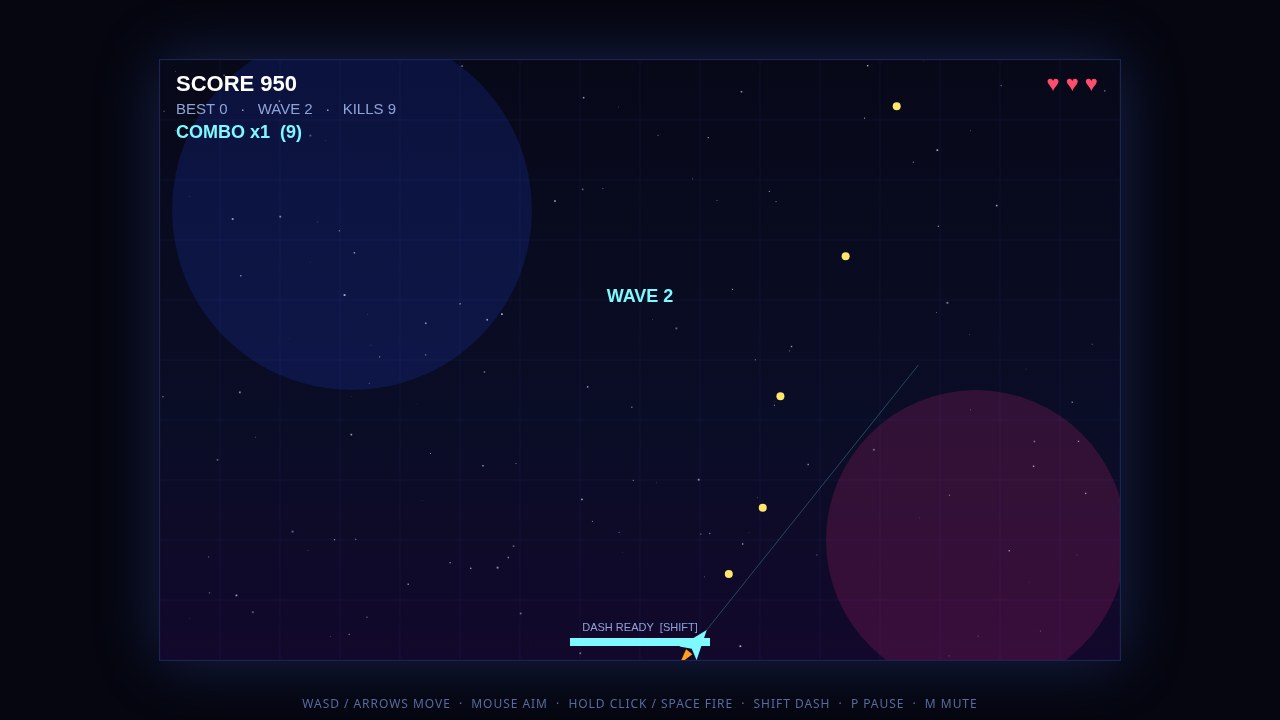 SCORE 950
BEST 0 · WAVE 2 · KILLS 9
COMBO x1 (9)
WAVE 2
DASH READY [SHIFT]
WASD / ARROWS MOVE · MOUSE AIM · HOLD CLICK / SPACE FIRE · SHIFT DASH · P PAUSE · M MUTE